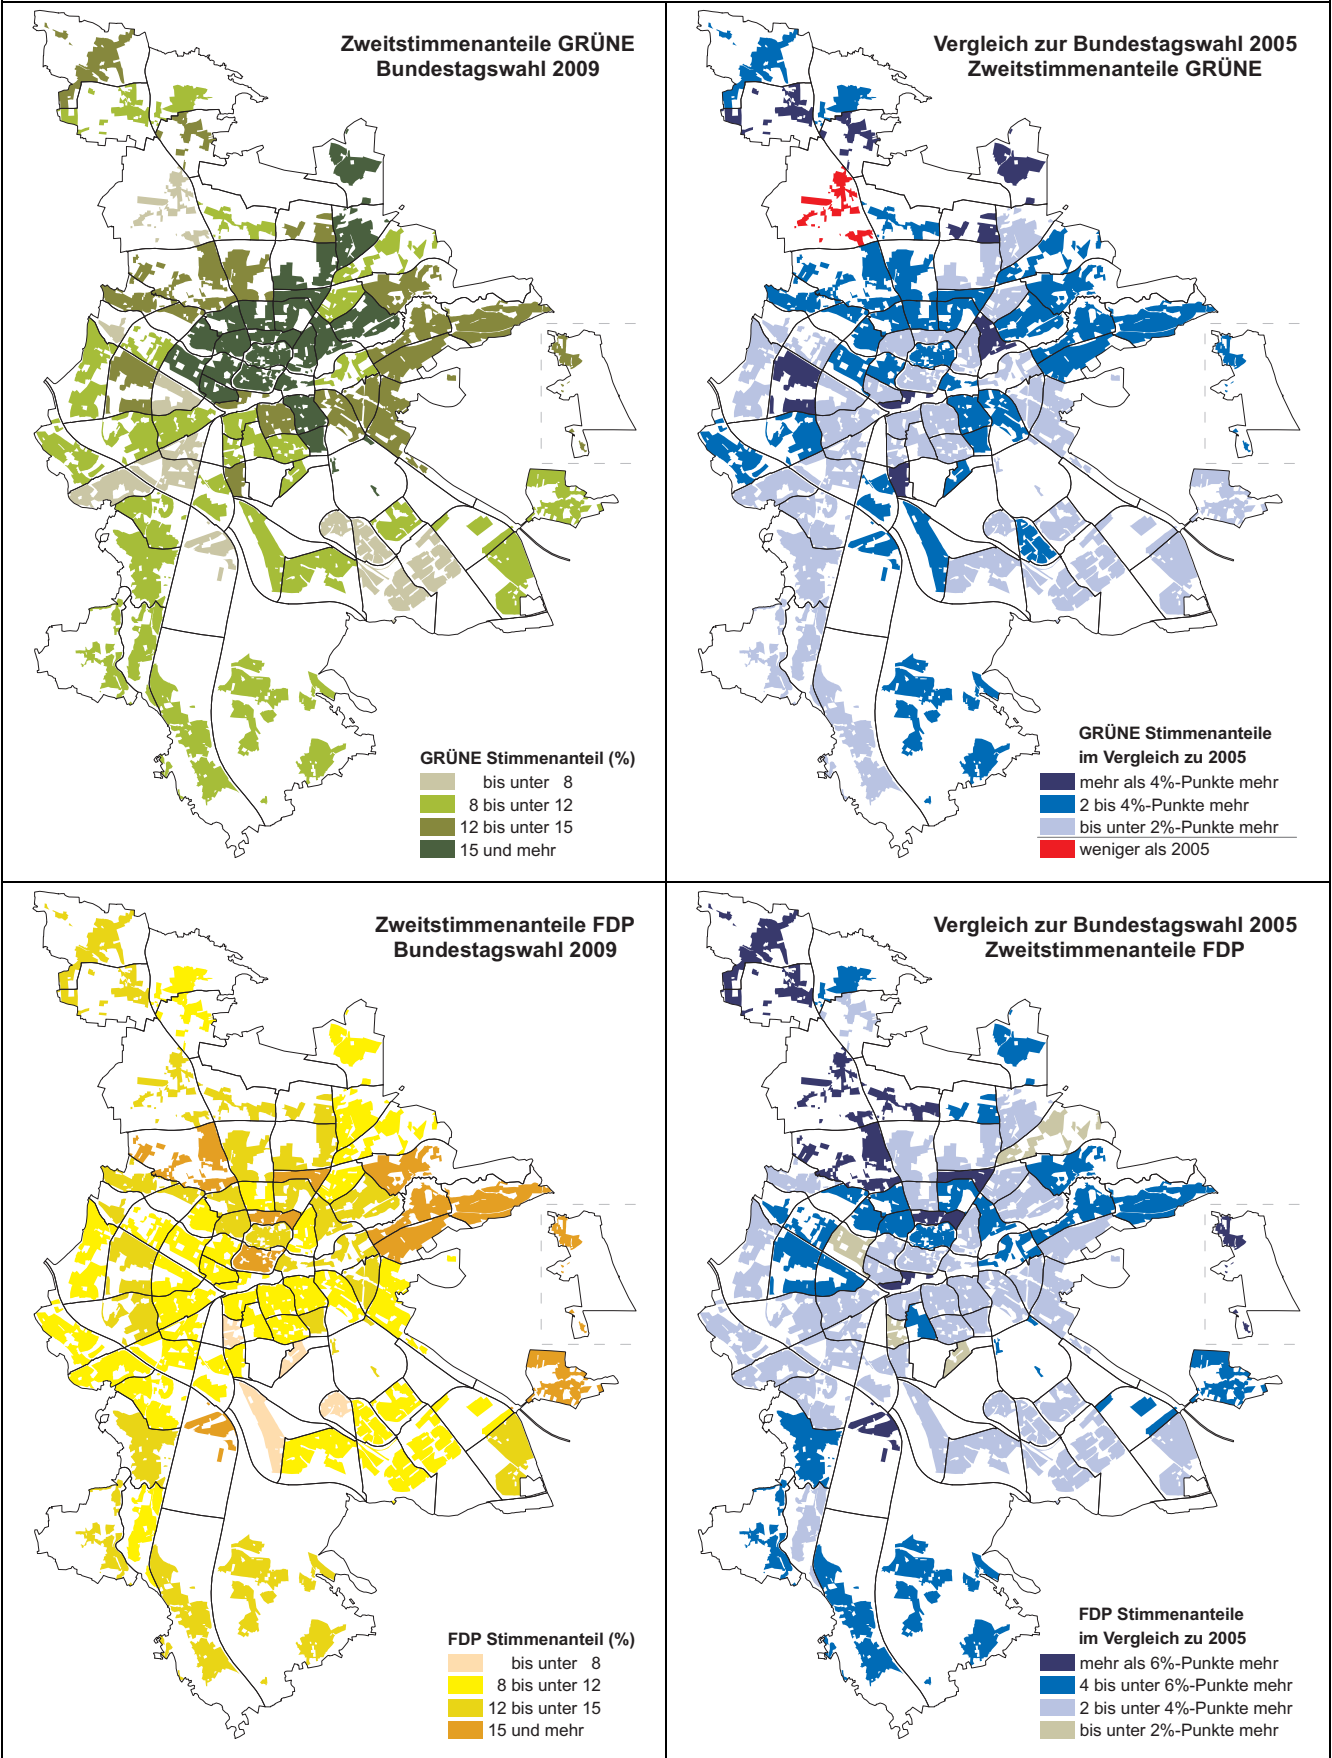 Zweitstimmenanteile GRÜNE
Bundestagswahl 2009
GRÜNE Stimmenanteil (%)
bis unter 8
8 bis unter 12
12 bis unter 15
15 und mehr
Vergleich zur Bundestagswahl 2005
Zweitstimmenanteile GRÜNE
GRÜNE Stimmenanteile
im Vergleich zu 2005
mehr als 4%-Punkte mehr
2 bis 4%-Punkte mehr
bis unter 2%-Punkte mehr
weniger als 2005
Zweitstimmenanteile FDP
Bundestagswahl 2009
FDP Stimmenanteil (%)
bis unter 8
8 bis unter 12
12 bis unter 15
15 und mehr
Vergleich zur Bundestagswahl 2005
Zweitstimmenanteile FDP
FDP Stimmenanteile
im Vergleich zu 2005
mehr als 6%-Punkte mehr
4 bis unter 6%-Punkte mehr
2 bis unter 4%-Punkte mehr
bis unter 2%-Punkte mehr